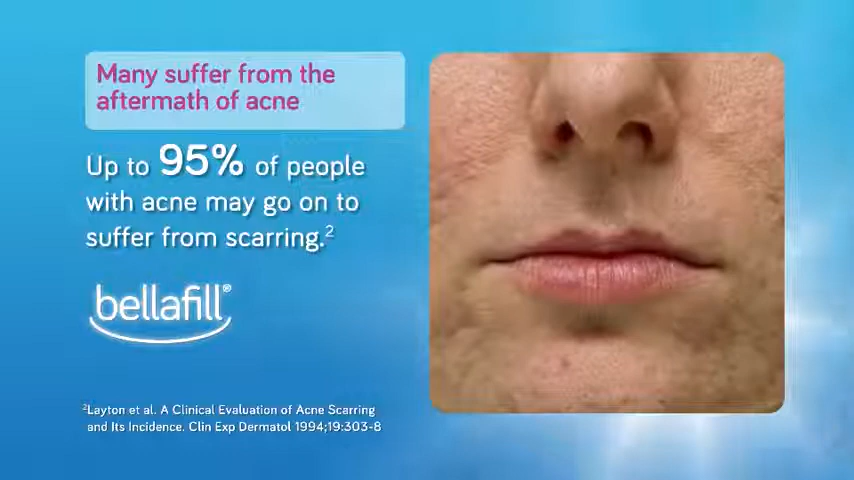 Many suffer from the
aftermath of acne
Up to 95% of people
with acne may go on to
suffer from scarring.²
bellafill®
²Layton et al. A Clinical Evaluation of Acne Scarring
and Its Incidence. Clin Exp Dermatol 1994;19:303-8